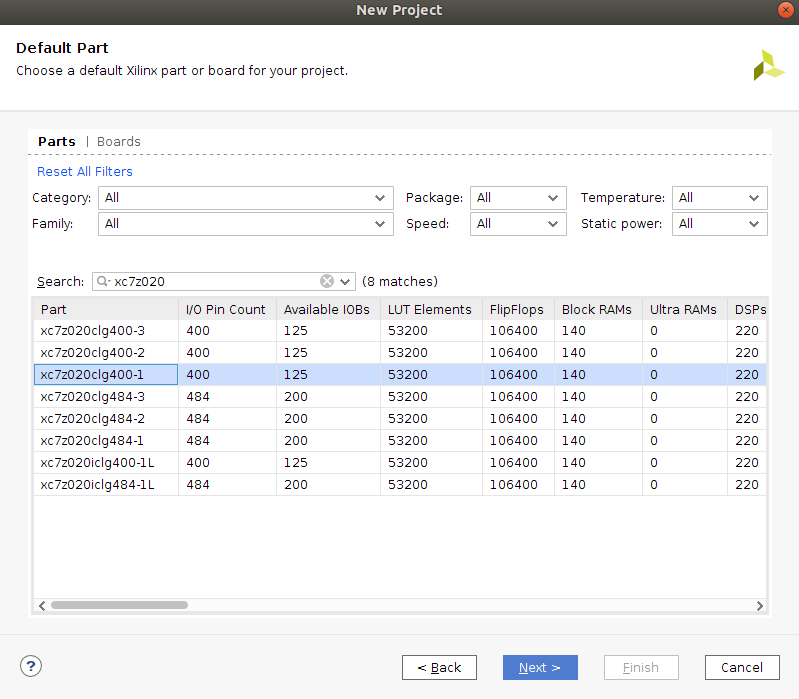 New Project
Default Part
Choose a default Xilinx part or board for your project.
Parts | Boards
Reset All Filters
Category: All Package: All Temperature: All
Family: All Speed: All Static power: All
Search: xc7z020 (8 matches)
Part I/O Pin Count Available IOBs LUT Elements FlipFlops Block RAMs Ultra RAMs DSPs
xc7z020clg400-3 400 125 53200 106400 140 0 220
xc7z020clg400-2 400 125 53200 106400 140 0 220
xc7z020clg400-1 400 125 53200 106400 140 0 220
xc7z020clg484-3 484 200 53200 106400 140 0 220
xc7z020clg484-2 484 200 53200 106400 140 0 220
xc7z020clg484-1 484 200 53200 106400 140 0 220
xc7z020iclg400-1L 400 125 53200 106400 140 0 220
xc7z020iclg484-1L 484 200 53200 106400 140 0 220
? < Back Next > Finish Cancel